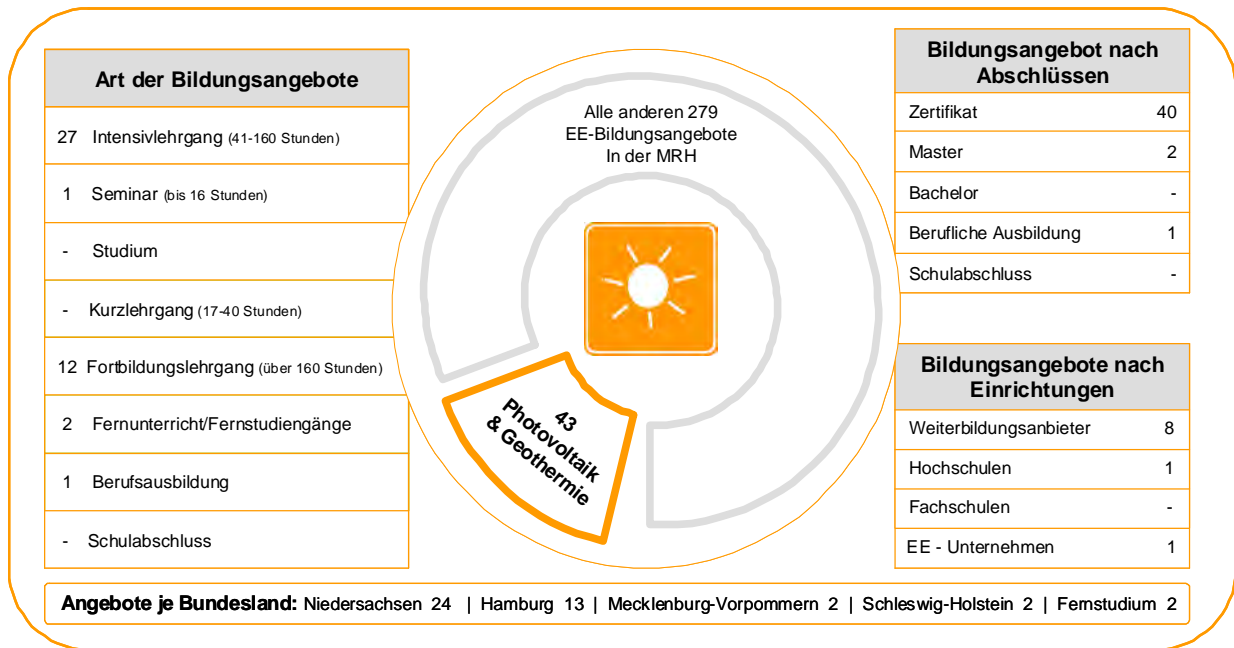 Art der Bildungsangebote
27 Intensivlehrgang (41-160 Stunden)
1 Seminar (bis 16 Stunden)
- Studium
- Kurzlehrgang (17-40 Stunden)
12 Fortbildungslehrgang (über 160 Stunden)
2 Fernunterricht/Fernstudiengänge
1 Berufsausbildung
- Schulabschluss
Alle anderen 279
EE-Bildungsangebote
In der MRH
43
Photovoltaik
& Geothermie
Bildungsangebot nach
Abschlüssen
Zertifikat 40
Master 2
Bachelor -
Berufliche Ausbildung 1
Schulabschluss -
Bildungsangebote nach
Einrichtungen
Weiterbildungsanbieter 8
Hochschulen 1
Fachschulen -
EE - Unternehmen 1
Angebote je Bundesland: Niedersachsen 24 | Hamburg 13 | Mecklenburg-Vorpommern 2 | Schleswig-Holstein 2 | Fernstudium 2